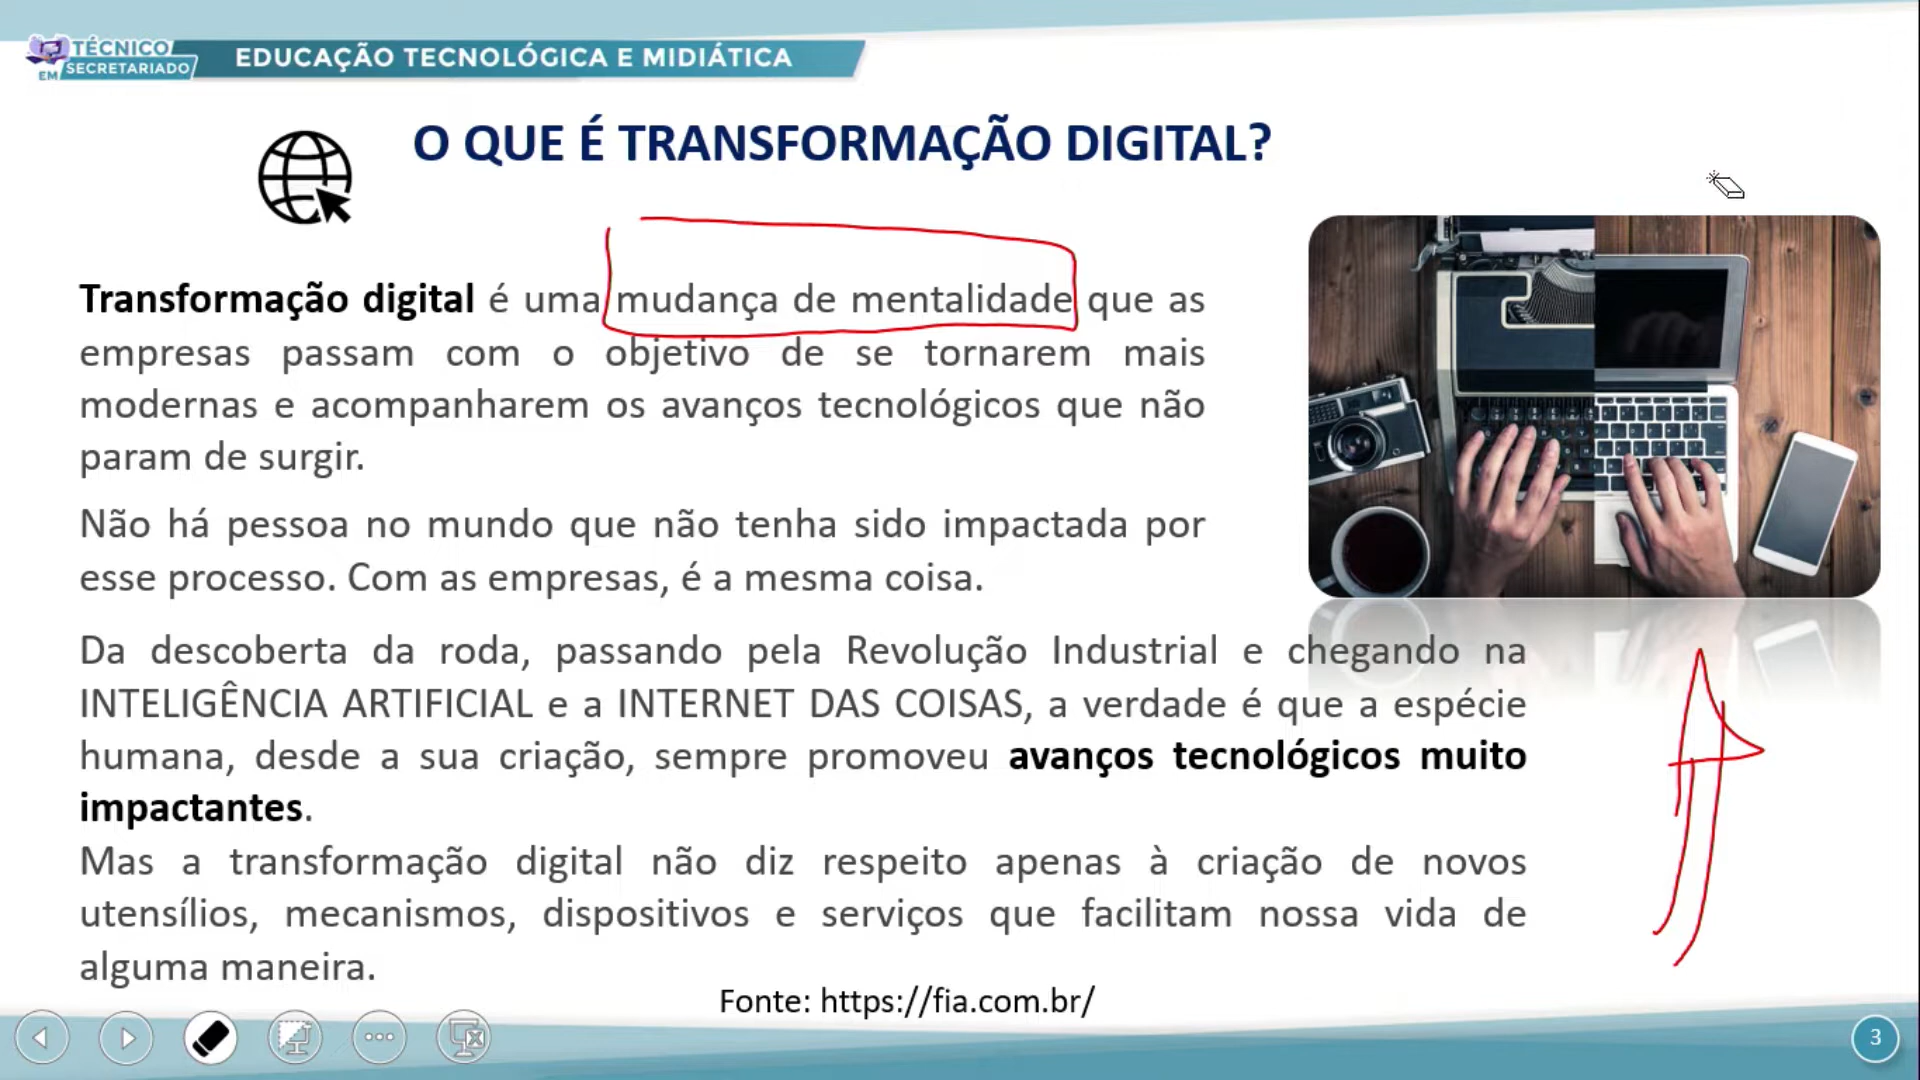 TÉCNICO
EM SECRETARIADO
EDUCAÇÃO TECNOLÓGICA E MIDIÁTICA
O QUE É TRANSFORMAÇÃO DIGITAL?
Transformação digital é uma mudança de mentalidade que as
empresas passam com o objetivo de se tornarem mais
modernas e acompanharem os avanços tecnológicos que não
param de surgir.
Não há pessoa no mundo que não tenha sido impactada por
esse processo. Com as empresas, é a mesma coisa.
Da descoberta da roda, passando pela Revolução Industrial e chegando na
INTELIGÊNCIA ARTIFICIAL e a INTERNET DAS COISAS, a verdade é que a espécie
humana, desde a sua criação, sempre promoveu avanços tecnológicos muito
impactantes.
Mas a transformação digital não diz respeito apenas à criação de novos
utensílios, mecanismos, dispositivos e serviços que facilitam nossa vida de
alguma maneira.
Fonte: https://fia.com.br/
3